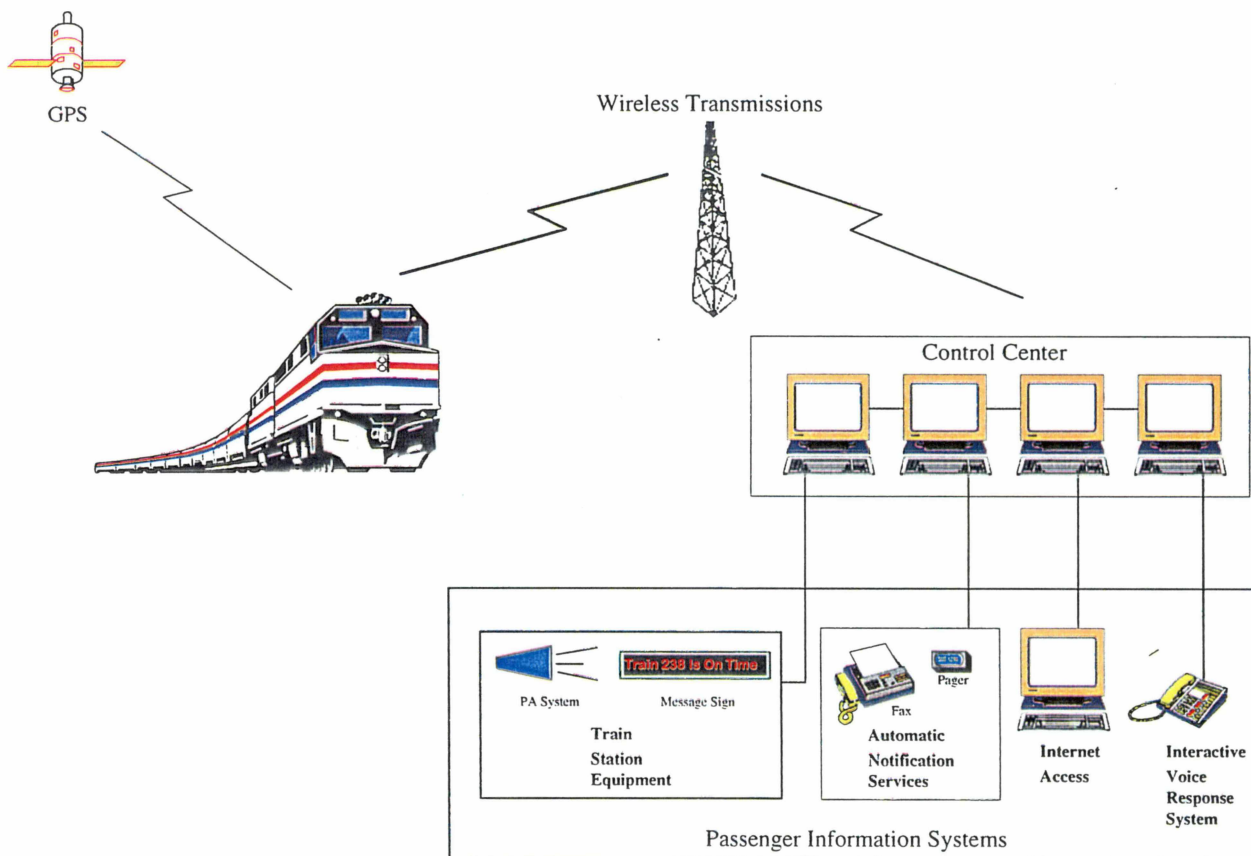 GPS
Wireless Transmissions
Control Center
PA System
Train 238 Is On Time
Message Sign
Train
Station
Equipment
Fax
Pager
Automatic
Notification
Services
Internet
Access
Interactive
Voice
Response
System
Passenger Information Systems